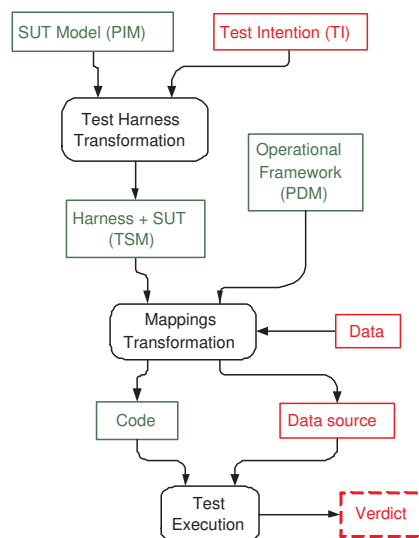 SUT Model (PIM)
Test Intention (TI)
Test Harness
Transformation
Operational
Framework
(PDM)
Harness + SUT
(TSM)
Mappings
Transformation
Data
Code
Data source
Test
Execution
Verdict